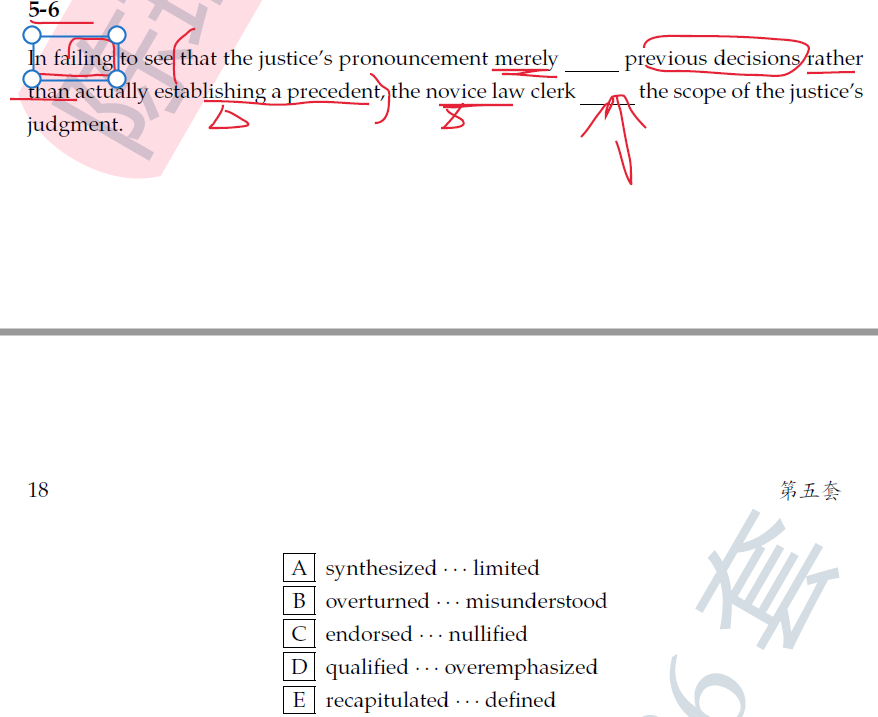 5-6
In failing to see that the justice's pronouncement merely _____ previous decisions rather
than actually establishing a precedent, the novice law clerk _____ the scope of the justice's
judgment.
18 第五套
A synthesized ··· limited
B overturned ··· misunderstood
C endorsed ··· nullified
D qualified ··· overemphasized
E recapitulated ··· defined